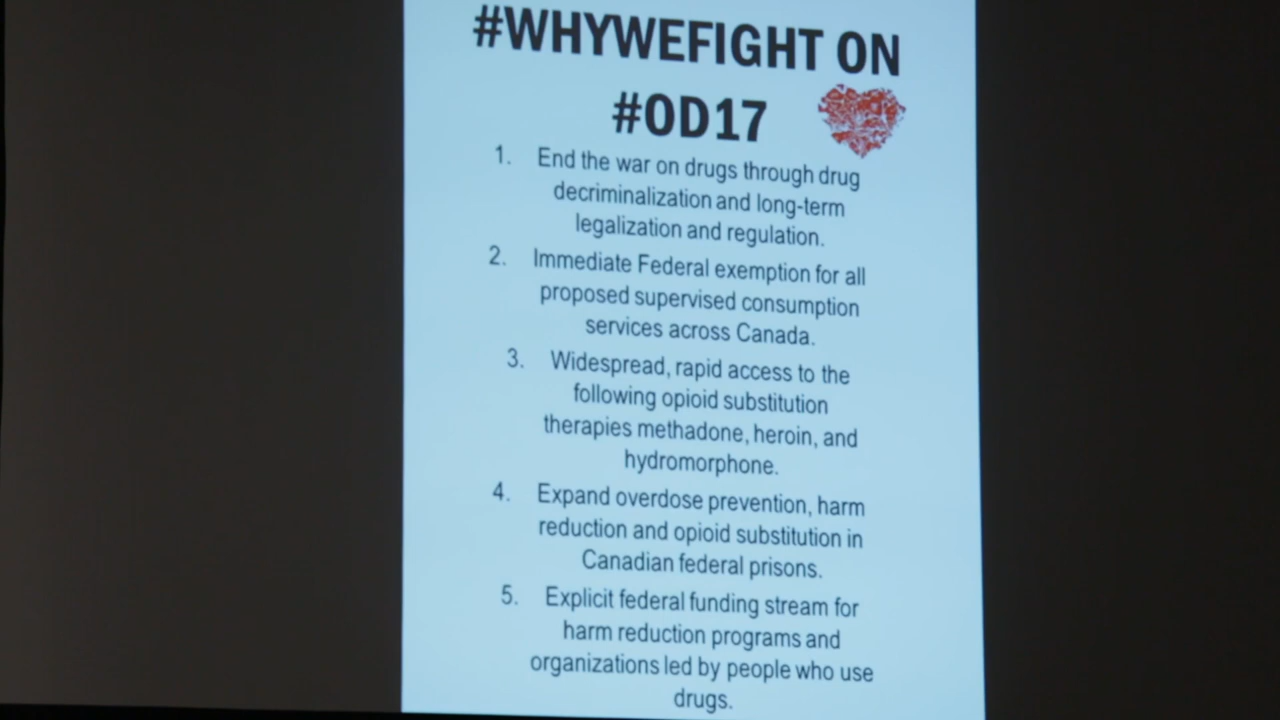 #WHYWEFIGHT ON
#OD17
1. End the war on drugs through drug
decriminalization and long-term
legalization and regulation.
2. Immediate Federal exemption for all
proposed supervised consumption
services across Canada.
3. Widespread, rapid access to the
following opioid substitution
therapies methadone, heroin, and
hydromorphone.
4. Expand overdose prevention, harm
reduction and opioid substitution in
Canadian federal prisons.
5. Explicit federal funding stream for
harm reduction programs and
organizations led by people who use
drugs.